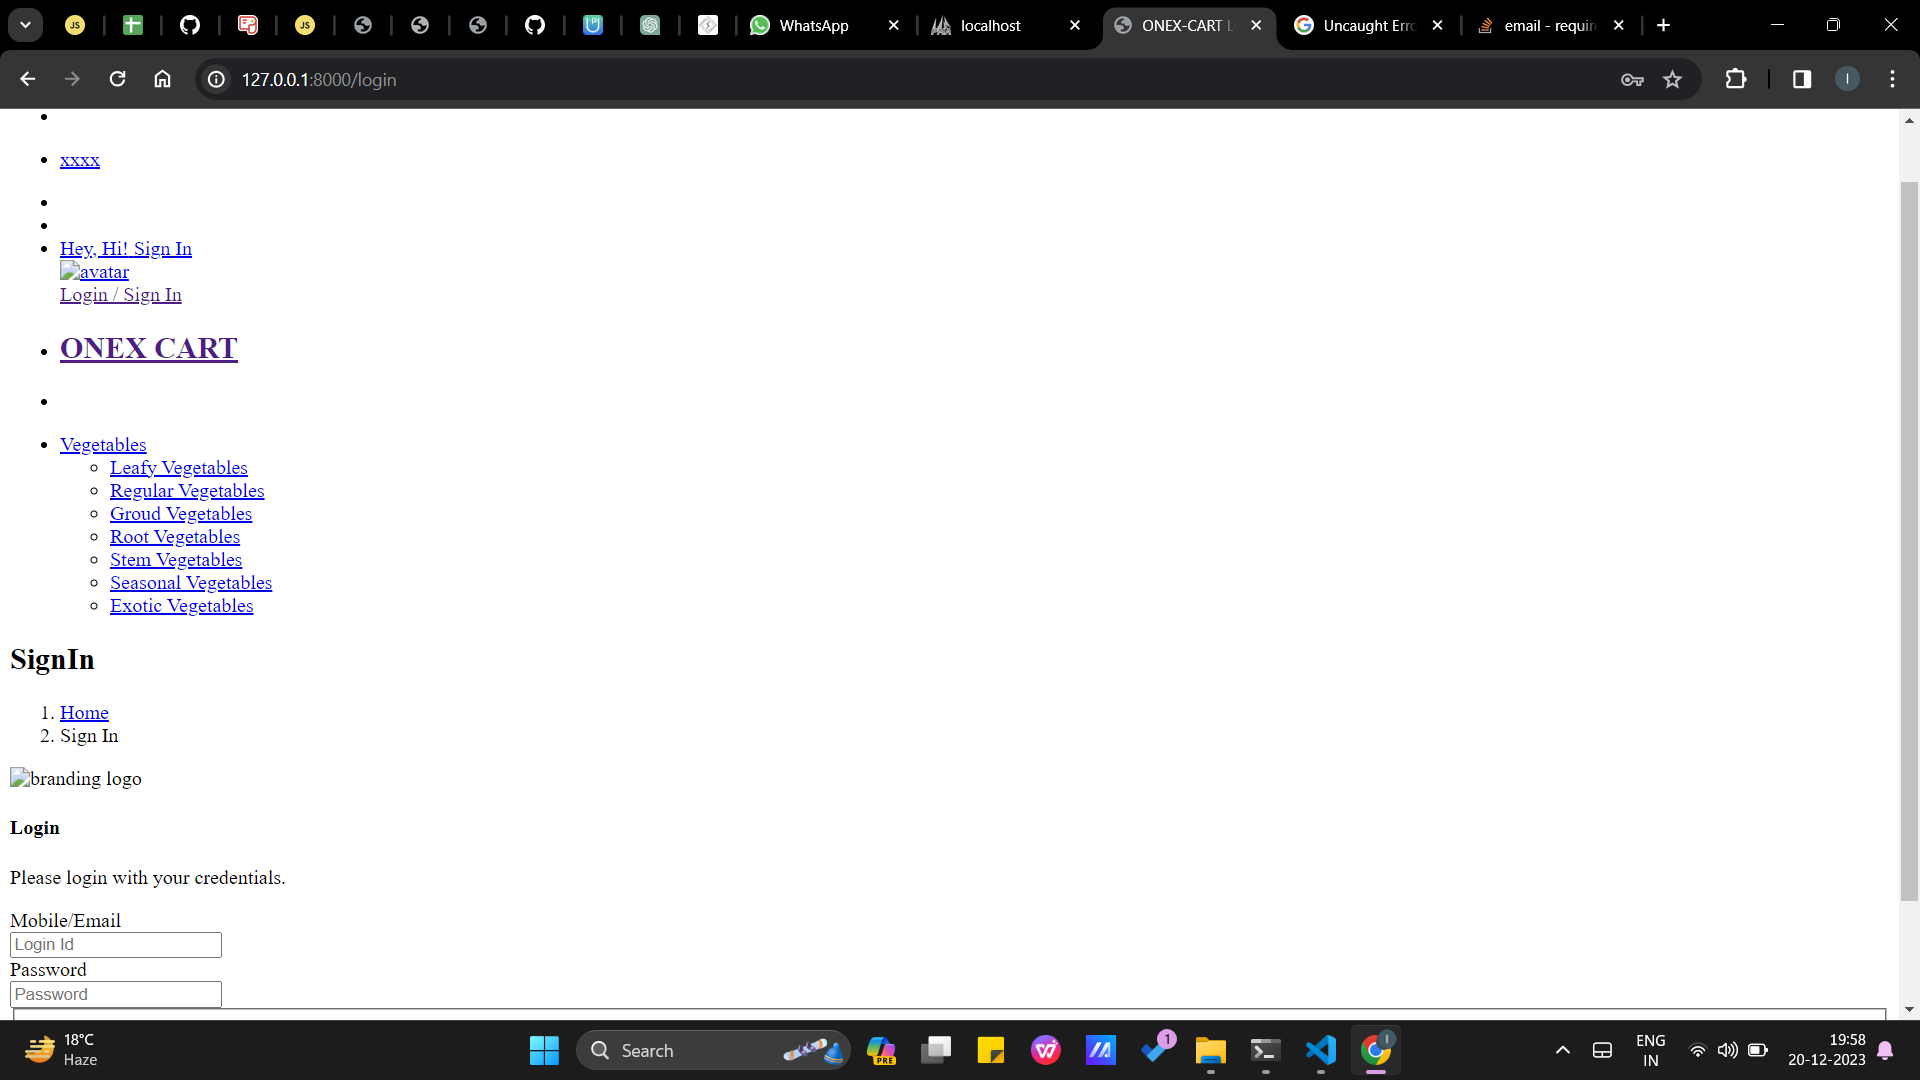 JS
JS
WhatsApp
localhost
ONEX-CART L
Uncaught Erro
email - require
127.0.0.1:8000/login
I
xxxx
Hey, Hi! Sign In
avatar
Login / Sign In
ONEX CART
Vegetables
Leafy Vegetables
Regular Vegetables
Groud Vegetables
Root Vegetables
Stem Vegetables
Seasonal Vegetables
Exotic Vegetables
SignIn
1. Home
2. Sign In
branding logo
Login
Please login with your credentials.
Mobile/Email
Login Id
Password
Password
18°C
Haze
Search
PRE
1
I
ENG
IN
19:58
20-12-2023